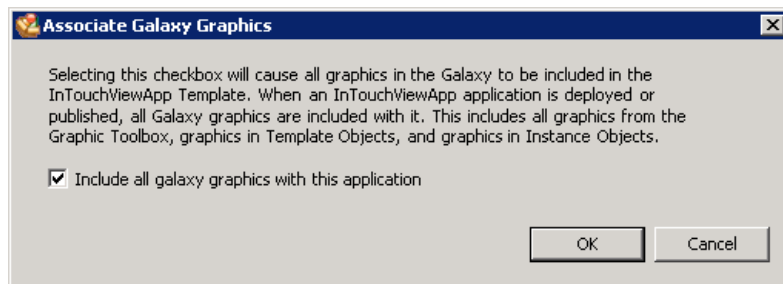 Associate Galaxy Graphics
Selecting this checkbox will cause all graphics in the Galaxy to be included in the
InTouchViewApp Template. When an InTouchViewApp application is deployed or
published, all Galaxy graphics are included with it. This includes all graphics from the
Graphic Toolbox, graphics in Template Objects, and graphics in Instance Objects.
Include all galaxy graphics with this application
OK Cancel